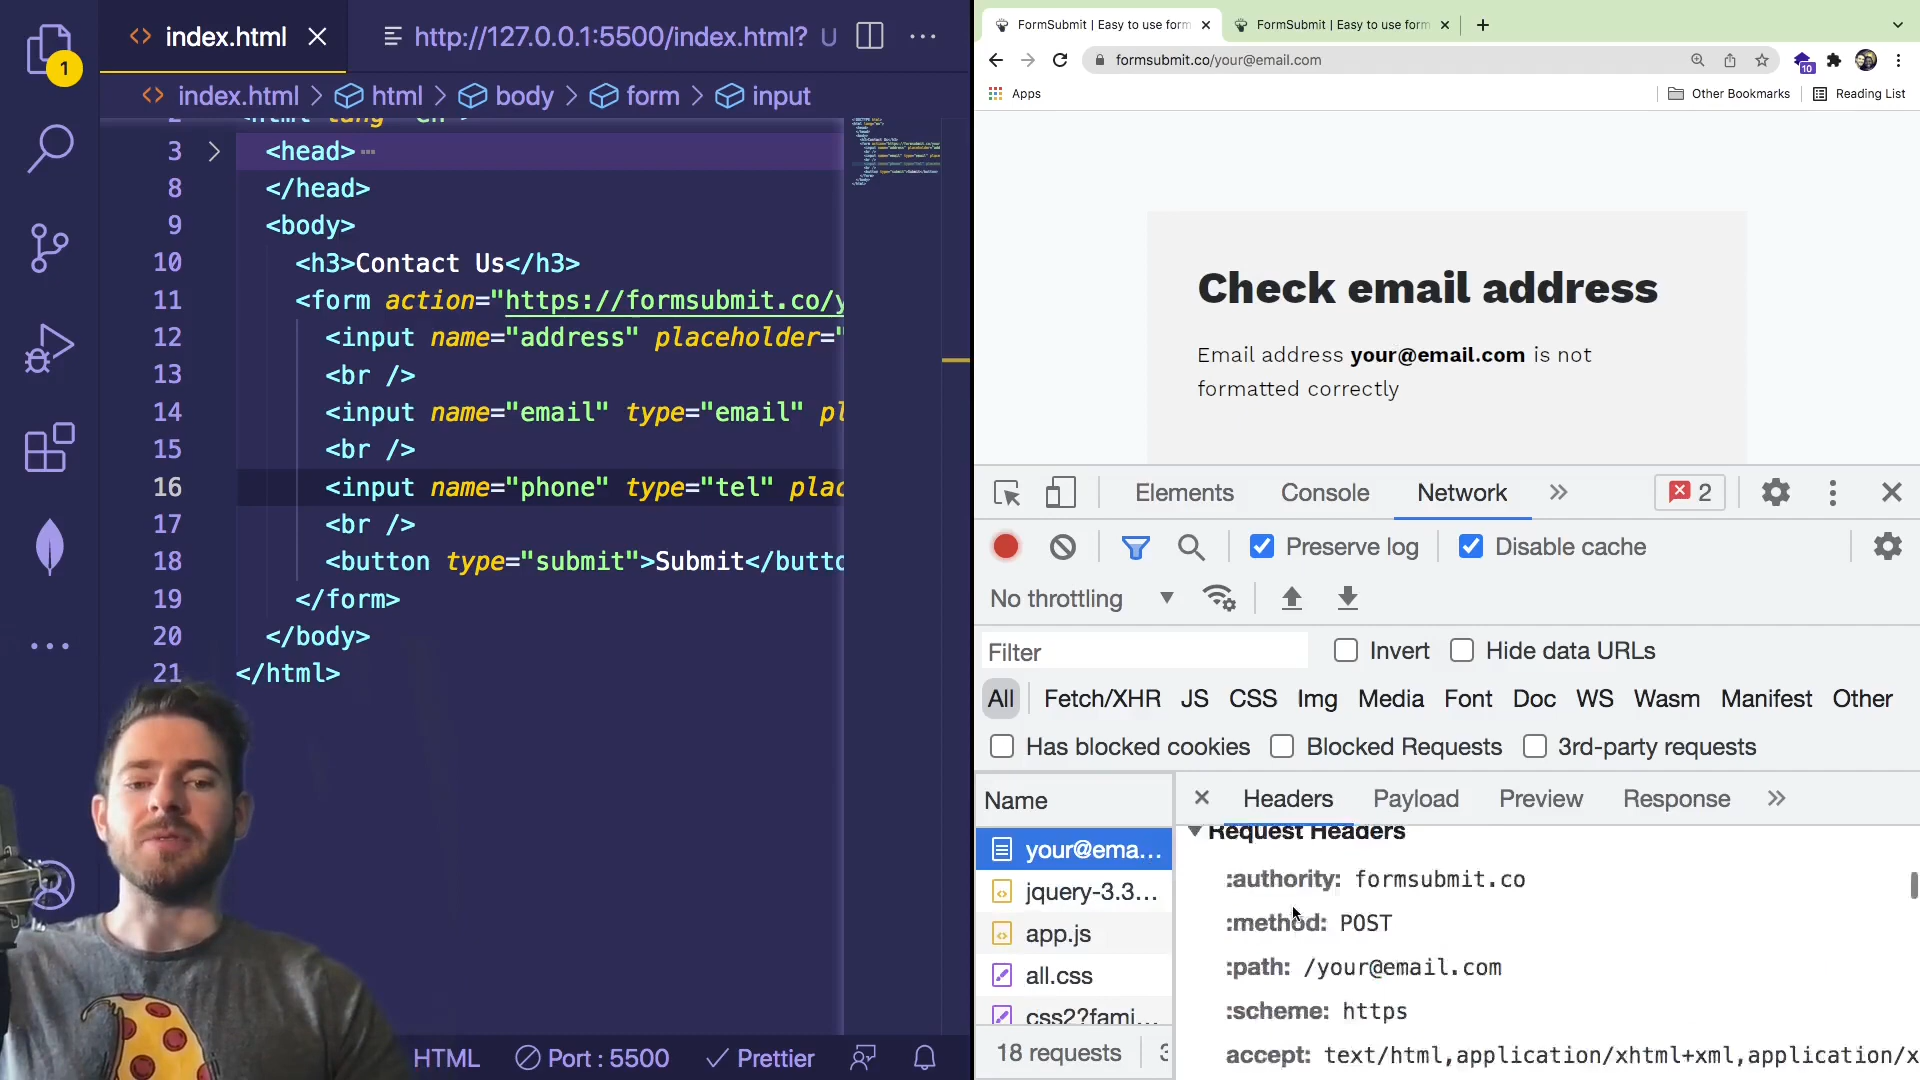 1
index.html
http://127.0.0.1:5500/index.html? U
index.html > html > body > form > input
3 <head>
8 </head>
9 <body>
10 <h3>Contact Us</h3>
11 <form action="https://formsubmit.co/y
12 <input name="address" placeholder="
13 <br />
14 <input name="email" type="email" pl
15 <br />
16 <input name="phone" type="tel" plac
17 <br />
18 <button type="submit">Submit</butto
19 </form>
20 </body>
21 </html>
HTML Port : 5500 Prettier
FormSubmit | Easy to use form
FormSubmit | Easy to use form
formsubmit.co/your@email.com
10
Apps
Other Bookmarks
Reading List
Check email address
Email address your@email.com is not
formatted correctly
Elements Console Network 2
Preserve log Disable cache
No throttling
Filter Invert Hide data URLs
All Fetch/XHR JS CSS Img Media Font Doc WS Wasm Manifest Other
Has blocked cookies Blocked Requests 3rd-party requests
Name
your@ema...
jquery-3.3...
app.js
all.css
css2?fami...
18 requests
Headers Payload Preview Response
Request Headers
:authority: formsubmit.co
:method: POST
:path: /your@email.com
:scheme: https
accept: text/html,application/xhtml+xml,application/x